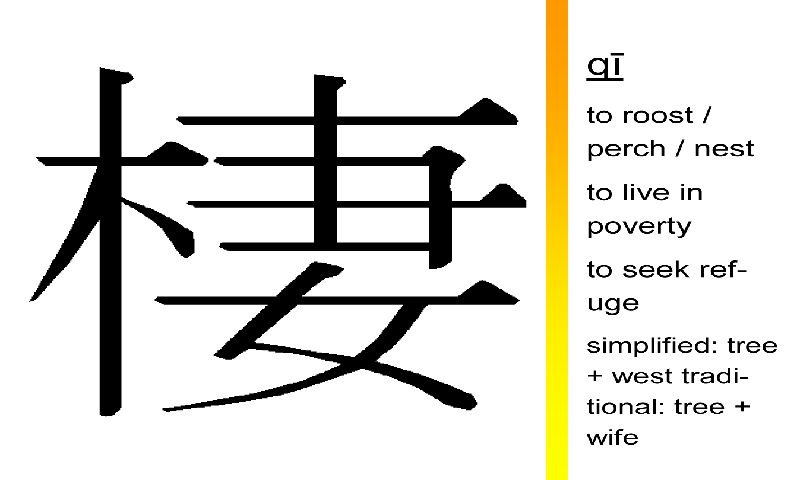 棲
qī
to roost /
perch / nest
to live in
poverty
to seek ref-
uge
simplified: tree
+ west tradi-
tional: tree +
wife